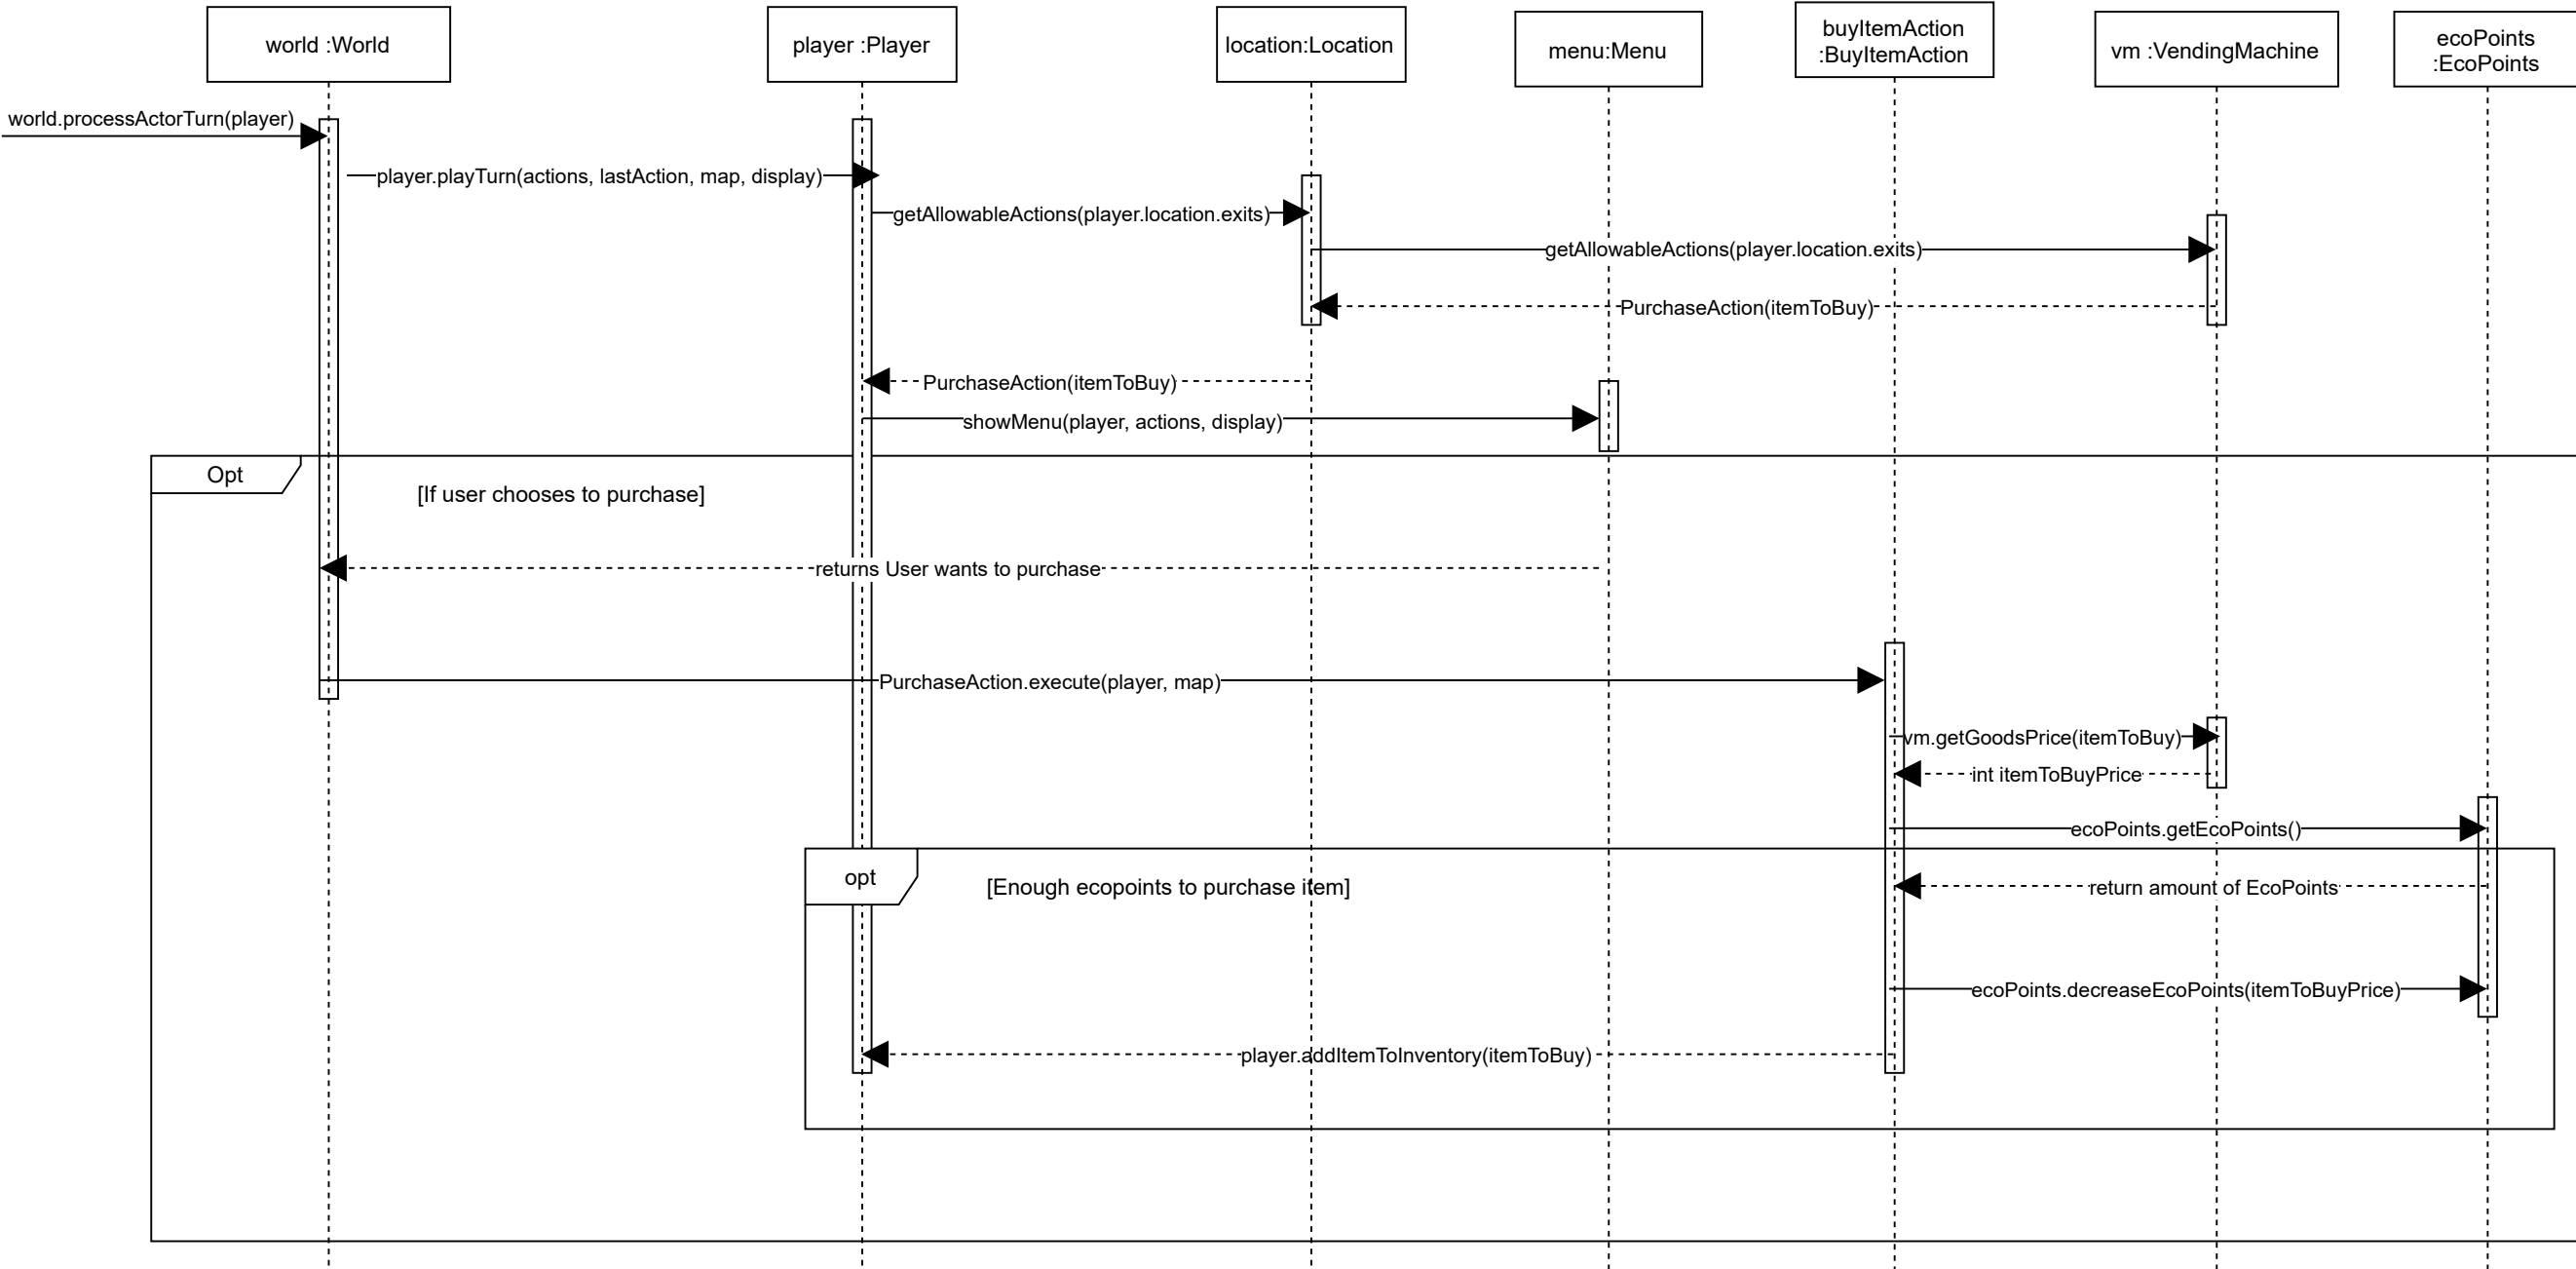 world :World
player :Player
location:Location
menu:Menu
buyItemAction
:BuyItemAction
vm :VendingMachine
ecoPoints
:EcoPoints
world.processActorTurn(player)
player.playTurn(actions, lastAction, map, display)
getAllowableActions(player.location.exits)
getAllowableActions(player.location.exits)
PurchaseAction(itemToBuy)
PurchaseAction(itemToBuy)
showMenu(player, actions, display)
Opt
[If user chooses to purchase]
returns User wants to purchase
PurchaseAction.execute(player, map)
vm.getGoodsPrice(itemToBuy)
int itemToBuyPrice
ecoPoints.getEcoPoints()
opt
[Enough ecopoints to purchase item]
return amount of EcoPoints
ecoPoints.decreaseEcoPoints(itemToBuyPrice)
player.addItemToInventory(itemToBuy)